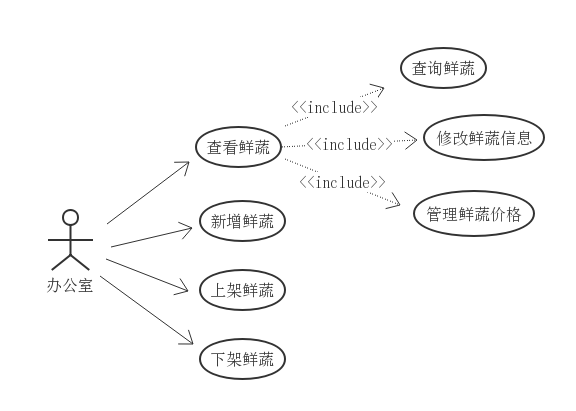 查询鲜蔬
<<include>>
查看鲜蔬
<<include>>
修改鲜蔬信息
<<include>>
管理鲜蔬价格
新增鲜蔬
办公室
上架鲜蔬
下架鲜蔬